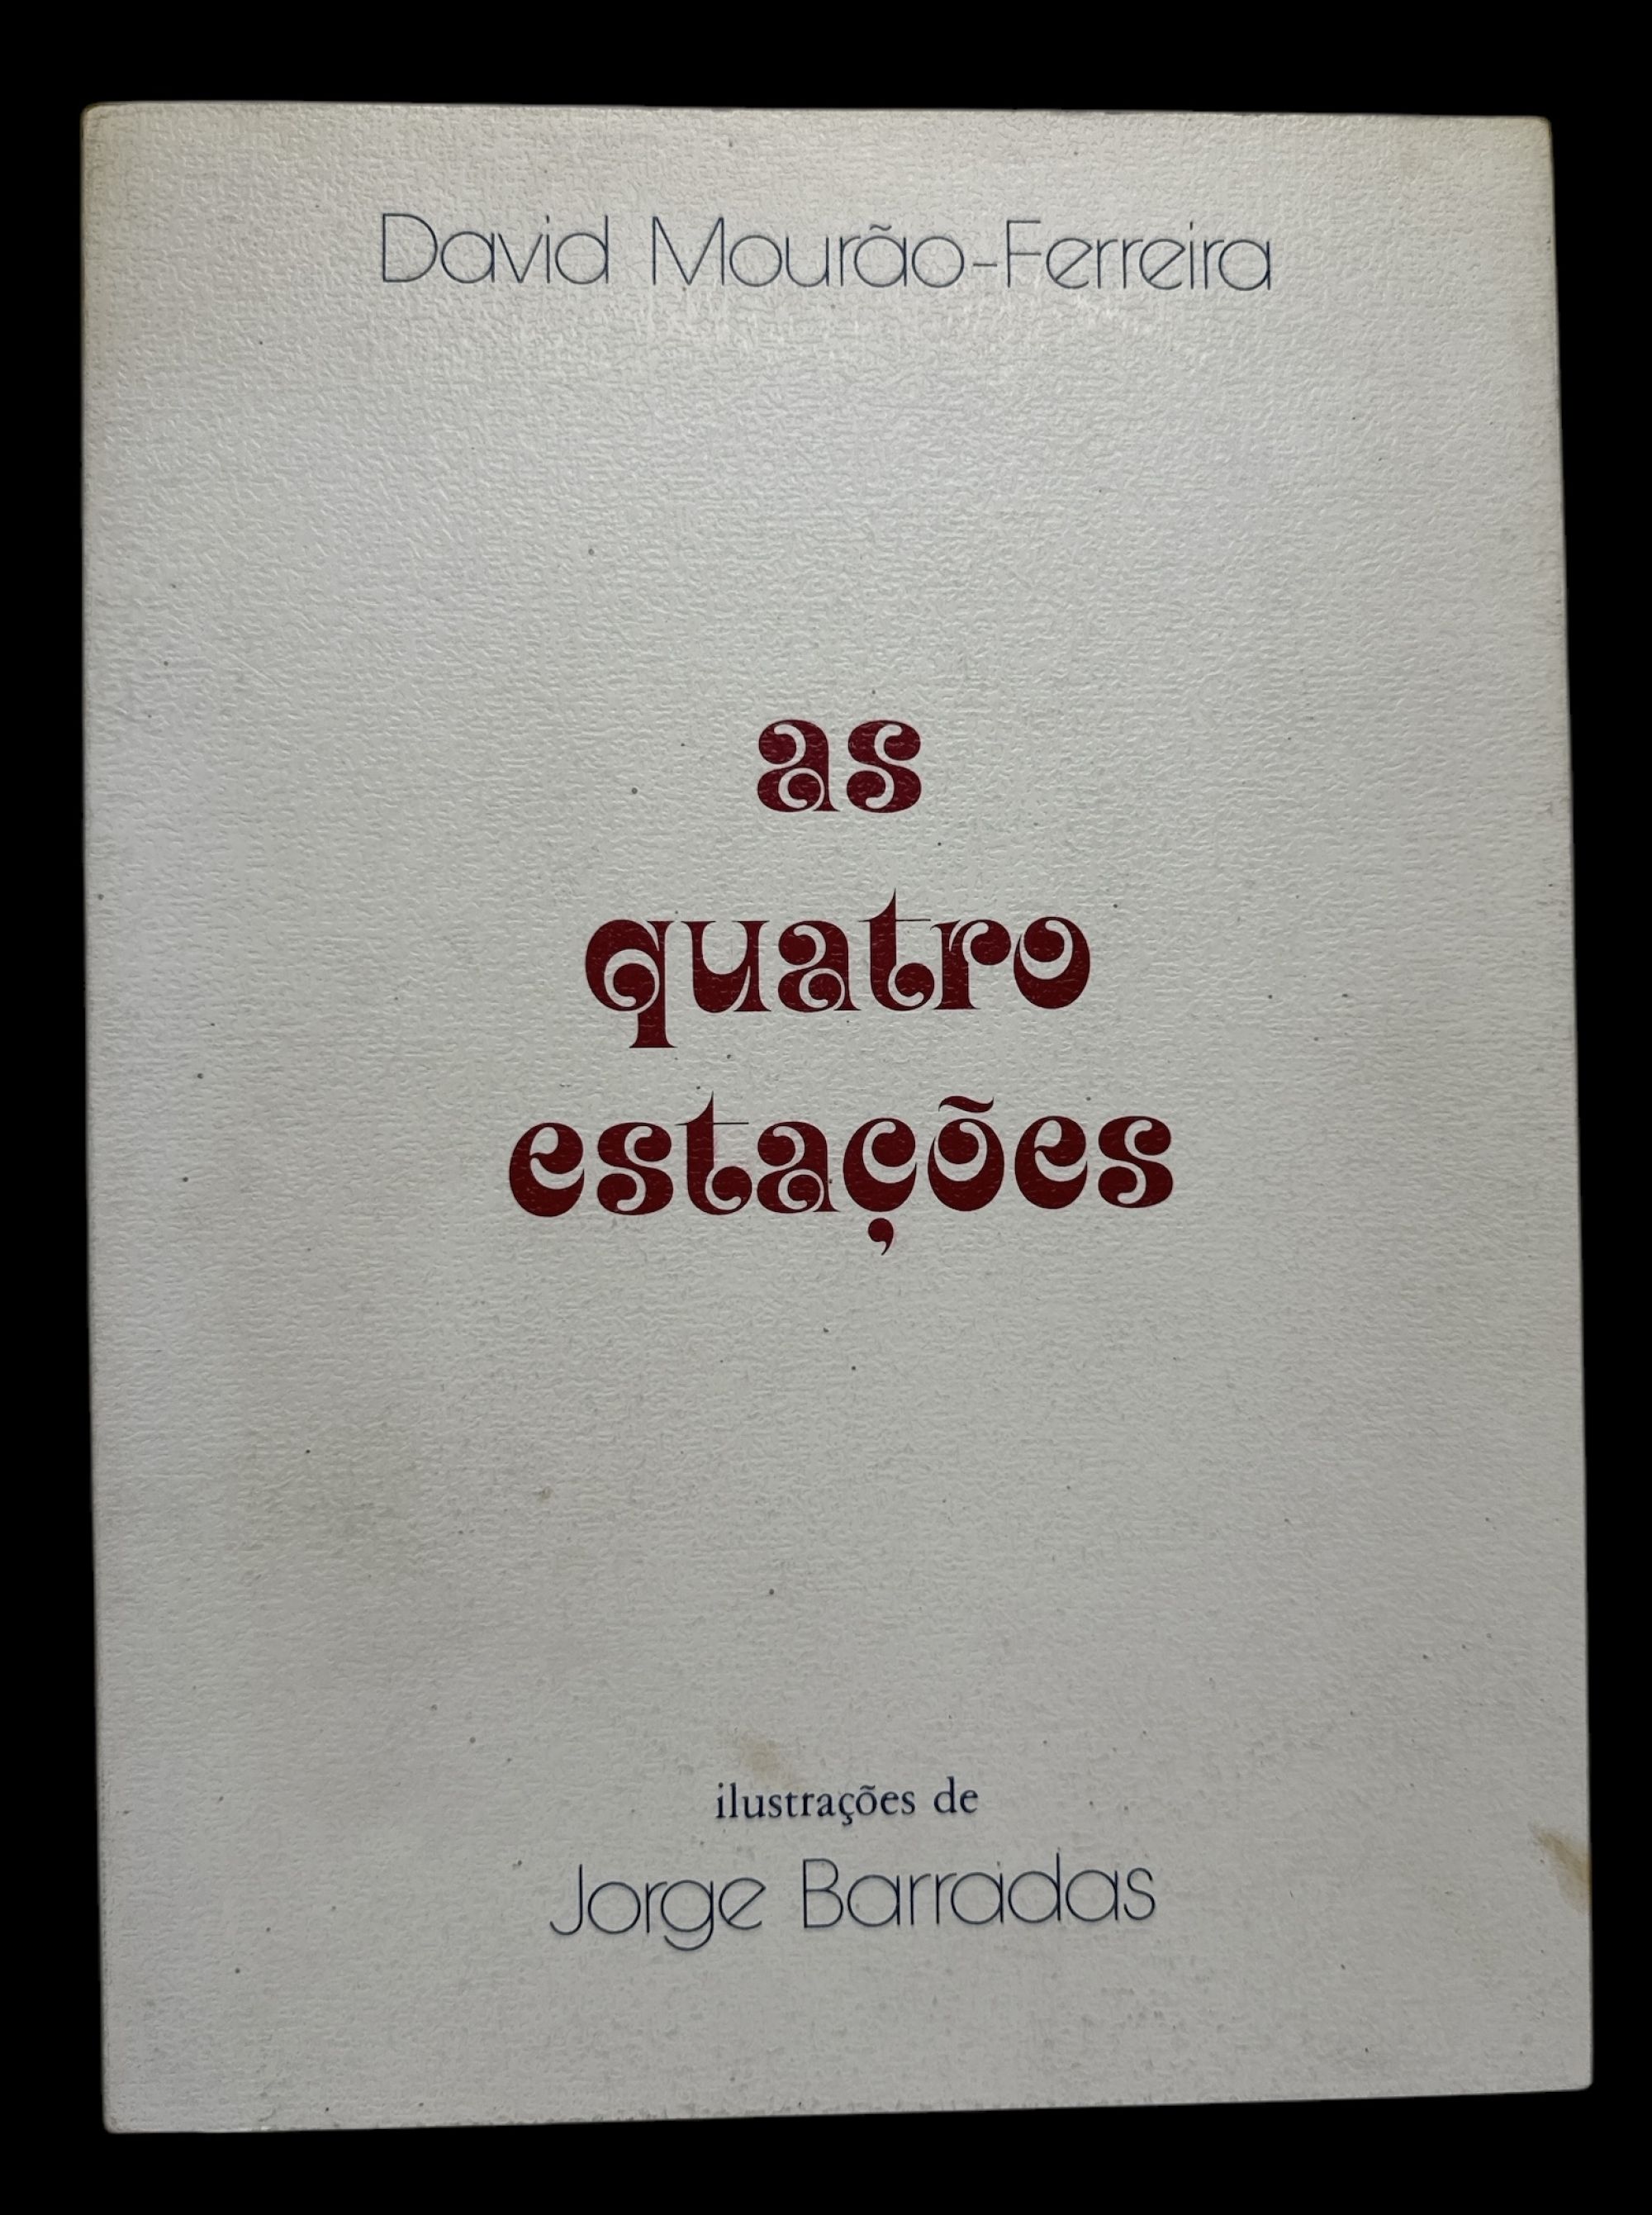 David Mourão-Ferreira
as
quatro
estações
ilustrações de
Jorge Barradas